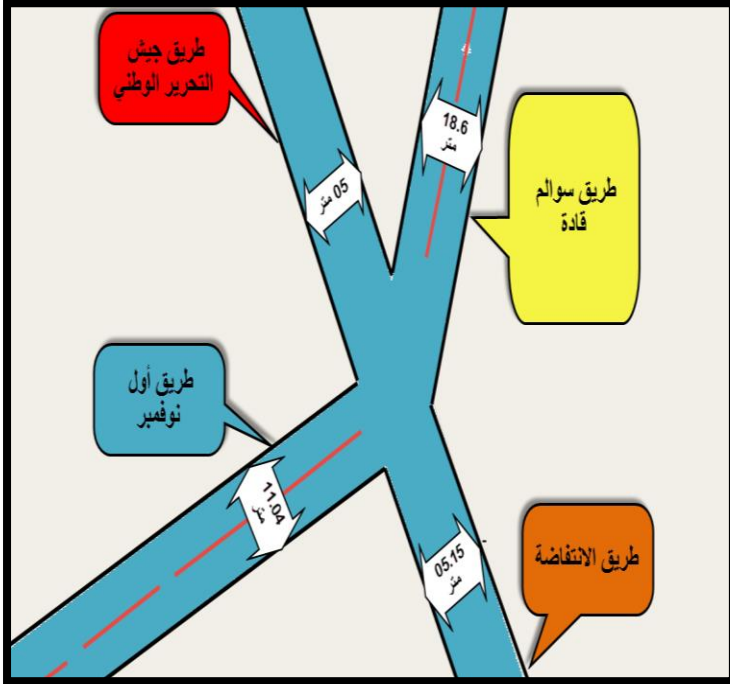 طريق جيش
التحرير الوطني
18.6
متر
طريق سوالم
قادة
05 متر
طريق أول
نوفمبر
11.04
متر
05.15
متر
طريق الانتفاضة